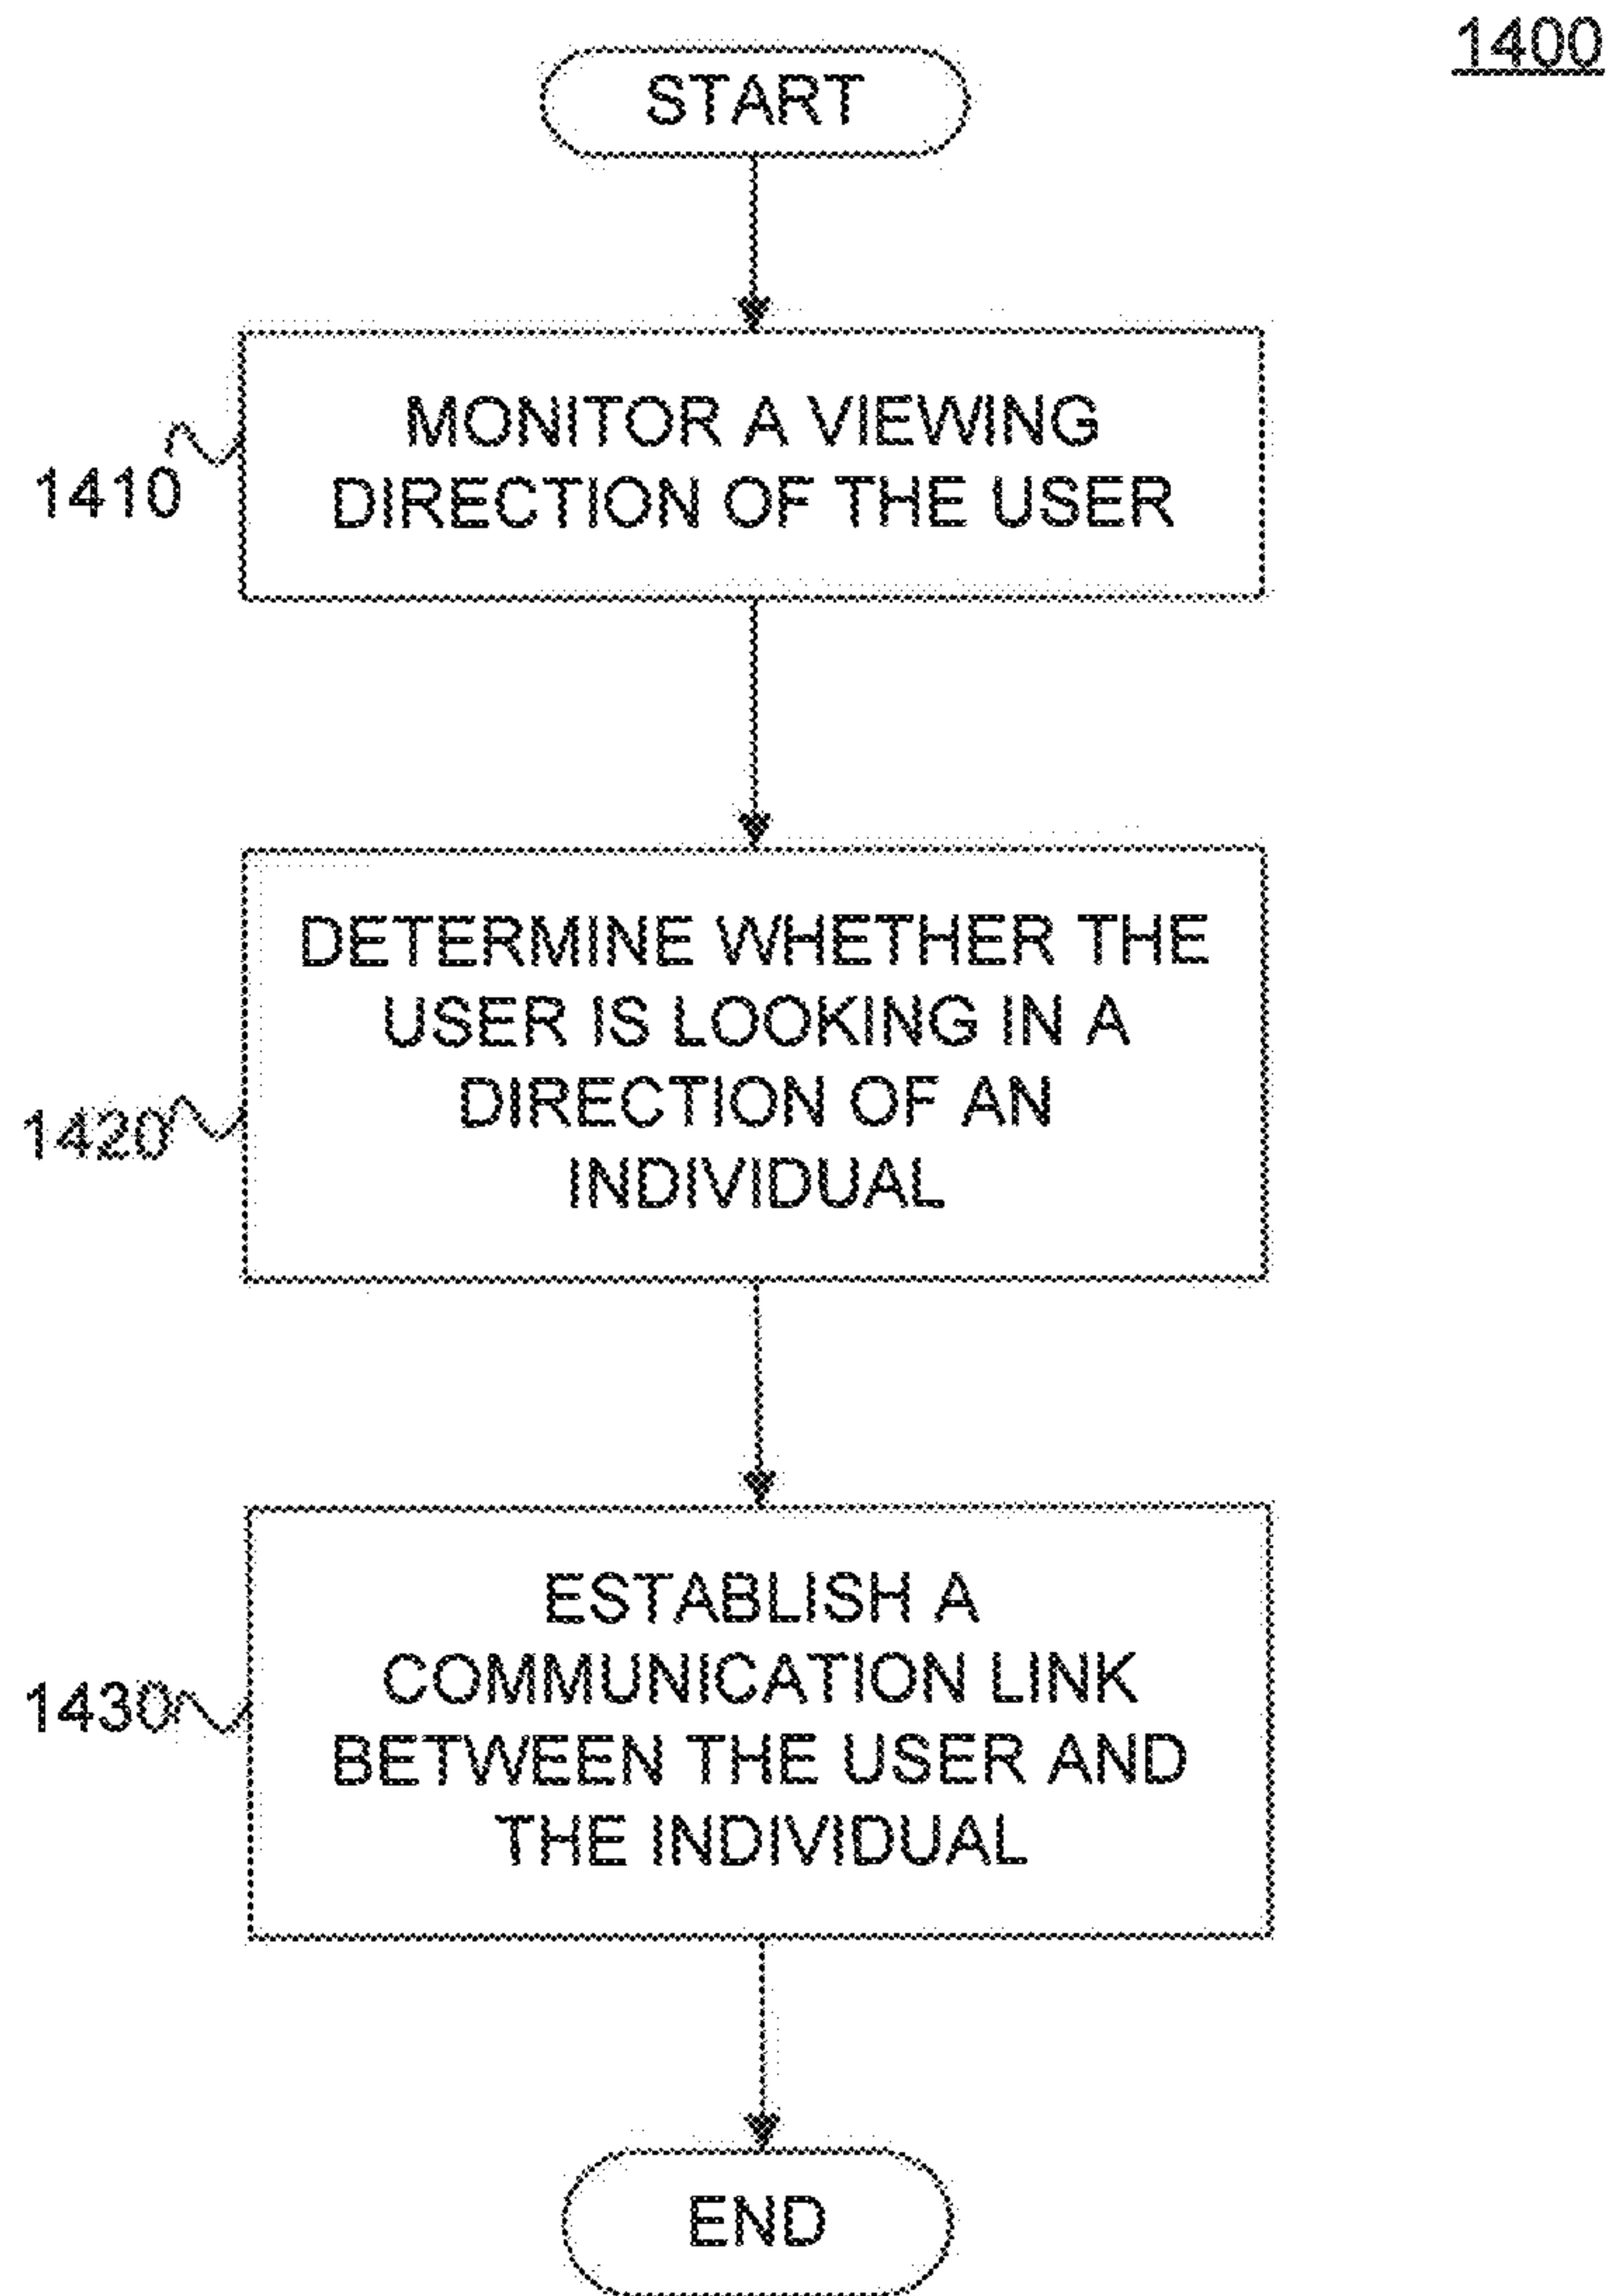 1400
START
MONITOR A VIEWING
DIRECTION OF THE USER
1410
DETERMINE WHETHER THE
USER IS LOOKING IN A
DIRECTION OF AN
INDIVIDUAL
1420
ESTABLISH A
COMMUNICATION LINK
BETWEEN THE USER AND
THE INDIVIDUAL
1430
END